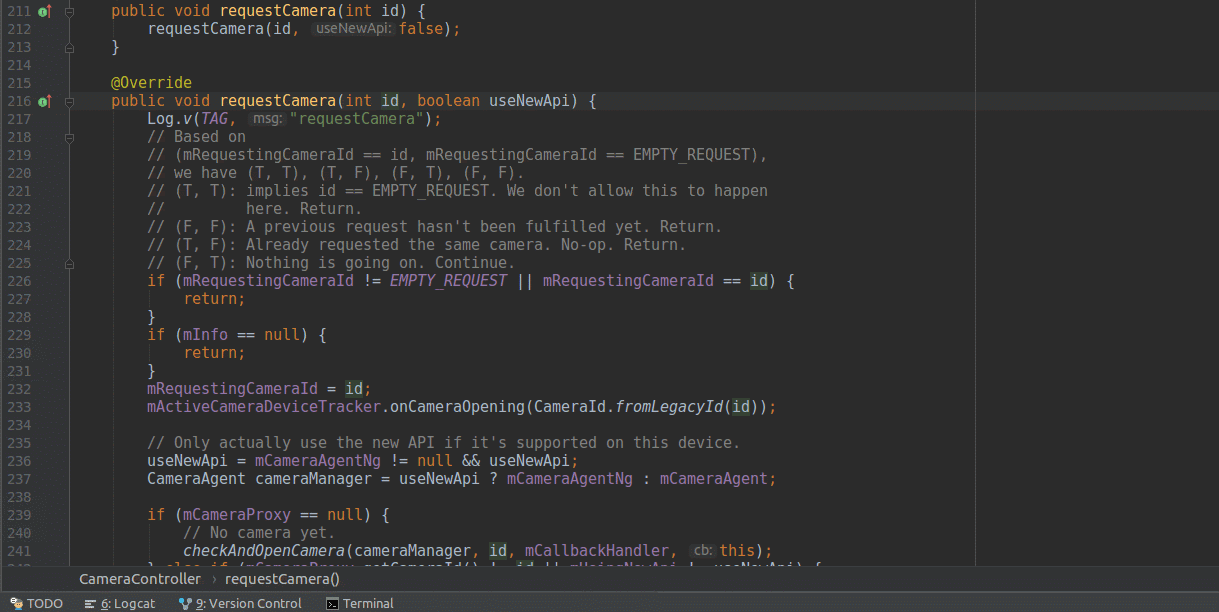 211 public void requestCamera(int id) {
212 requestCamera(id, useNewApi: false);
213 }
214
215 @Override
216 public void requestCamera(int id, boolean useNewApi) {
217 Log.v(TAG, msg: "requestCamera");
218 // Based on
219 // (mRequestingCameraId == id, mRequestingCameraId == EMPTY_REQUEST),
220 // we have (T, T), (T, F), (F, T), (F, F).
221 // (T, T): implies id == EMPTY_REQUEST. We don't allow this to happen
222 // here. Return.
223 // (F, F): A previous request hasn't been fulfilled yet. Return.
224 // (T, F): Already requested the same camera. No-op. Return.
225 // (F, T): Nothing is going on. Continue.
226 if (mRequestingCameraId != EMPTY_REQUEST || mRequestingCameraId == id) {
227 return;
228 }
229 if (mInfo == null) {
230 return;
231 }
232 mRequestingCameraId = id;
233 mActiveCameraDeviceTracker.onCameraOpening(CameraId.fromLegacyId(id));
234
235 // Only actually use the new API if it's supported on this device.
236 useNewApi = mCameraAgentNg != null && useNewApi;
237 CameraAgent cameraManager = useNewApi ? mCameraAgentNg : mCameraAgent;
238
239 if (mCameraProxy == null) {
240 // No camera yet.
241 checkAndOpenCamera(cameraManager, id, mCallbackHandler, cb: this);
} else if (mCameraProxy.getCameraId() != id || mUsingNewApi != useNewApi) {
CameraController › requestCamera()
TODO 6: Logcat 9: Version Control Terminal